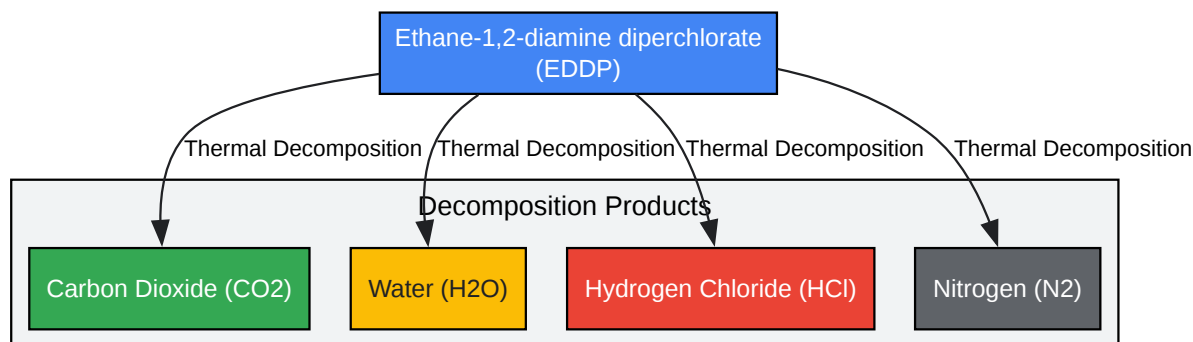 Ethane-1,2-diamine diperchlorate
(EDDP)
Thermal Decomposition
Thermal Decomposition
Thermal Decomposition
Thermal Decomposition
Decomposition Products
Carbon Dioxide (CO2)
Water (H2O)
Hydrogen Chloride (HCl)
Nitrogen (N2)